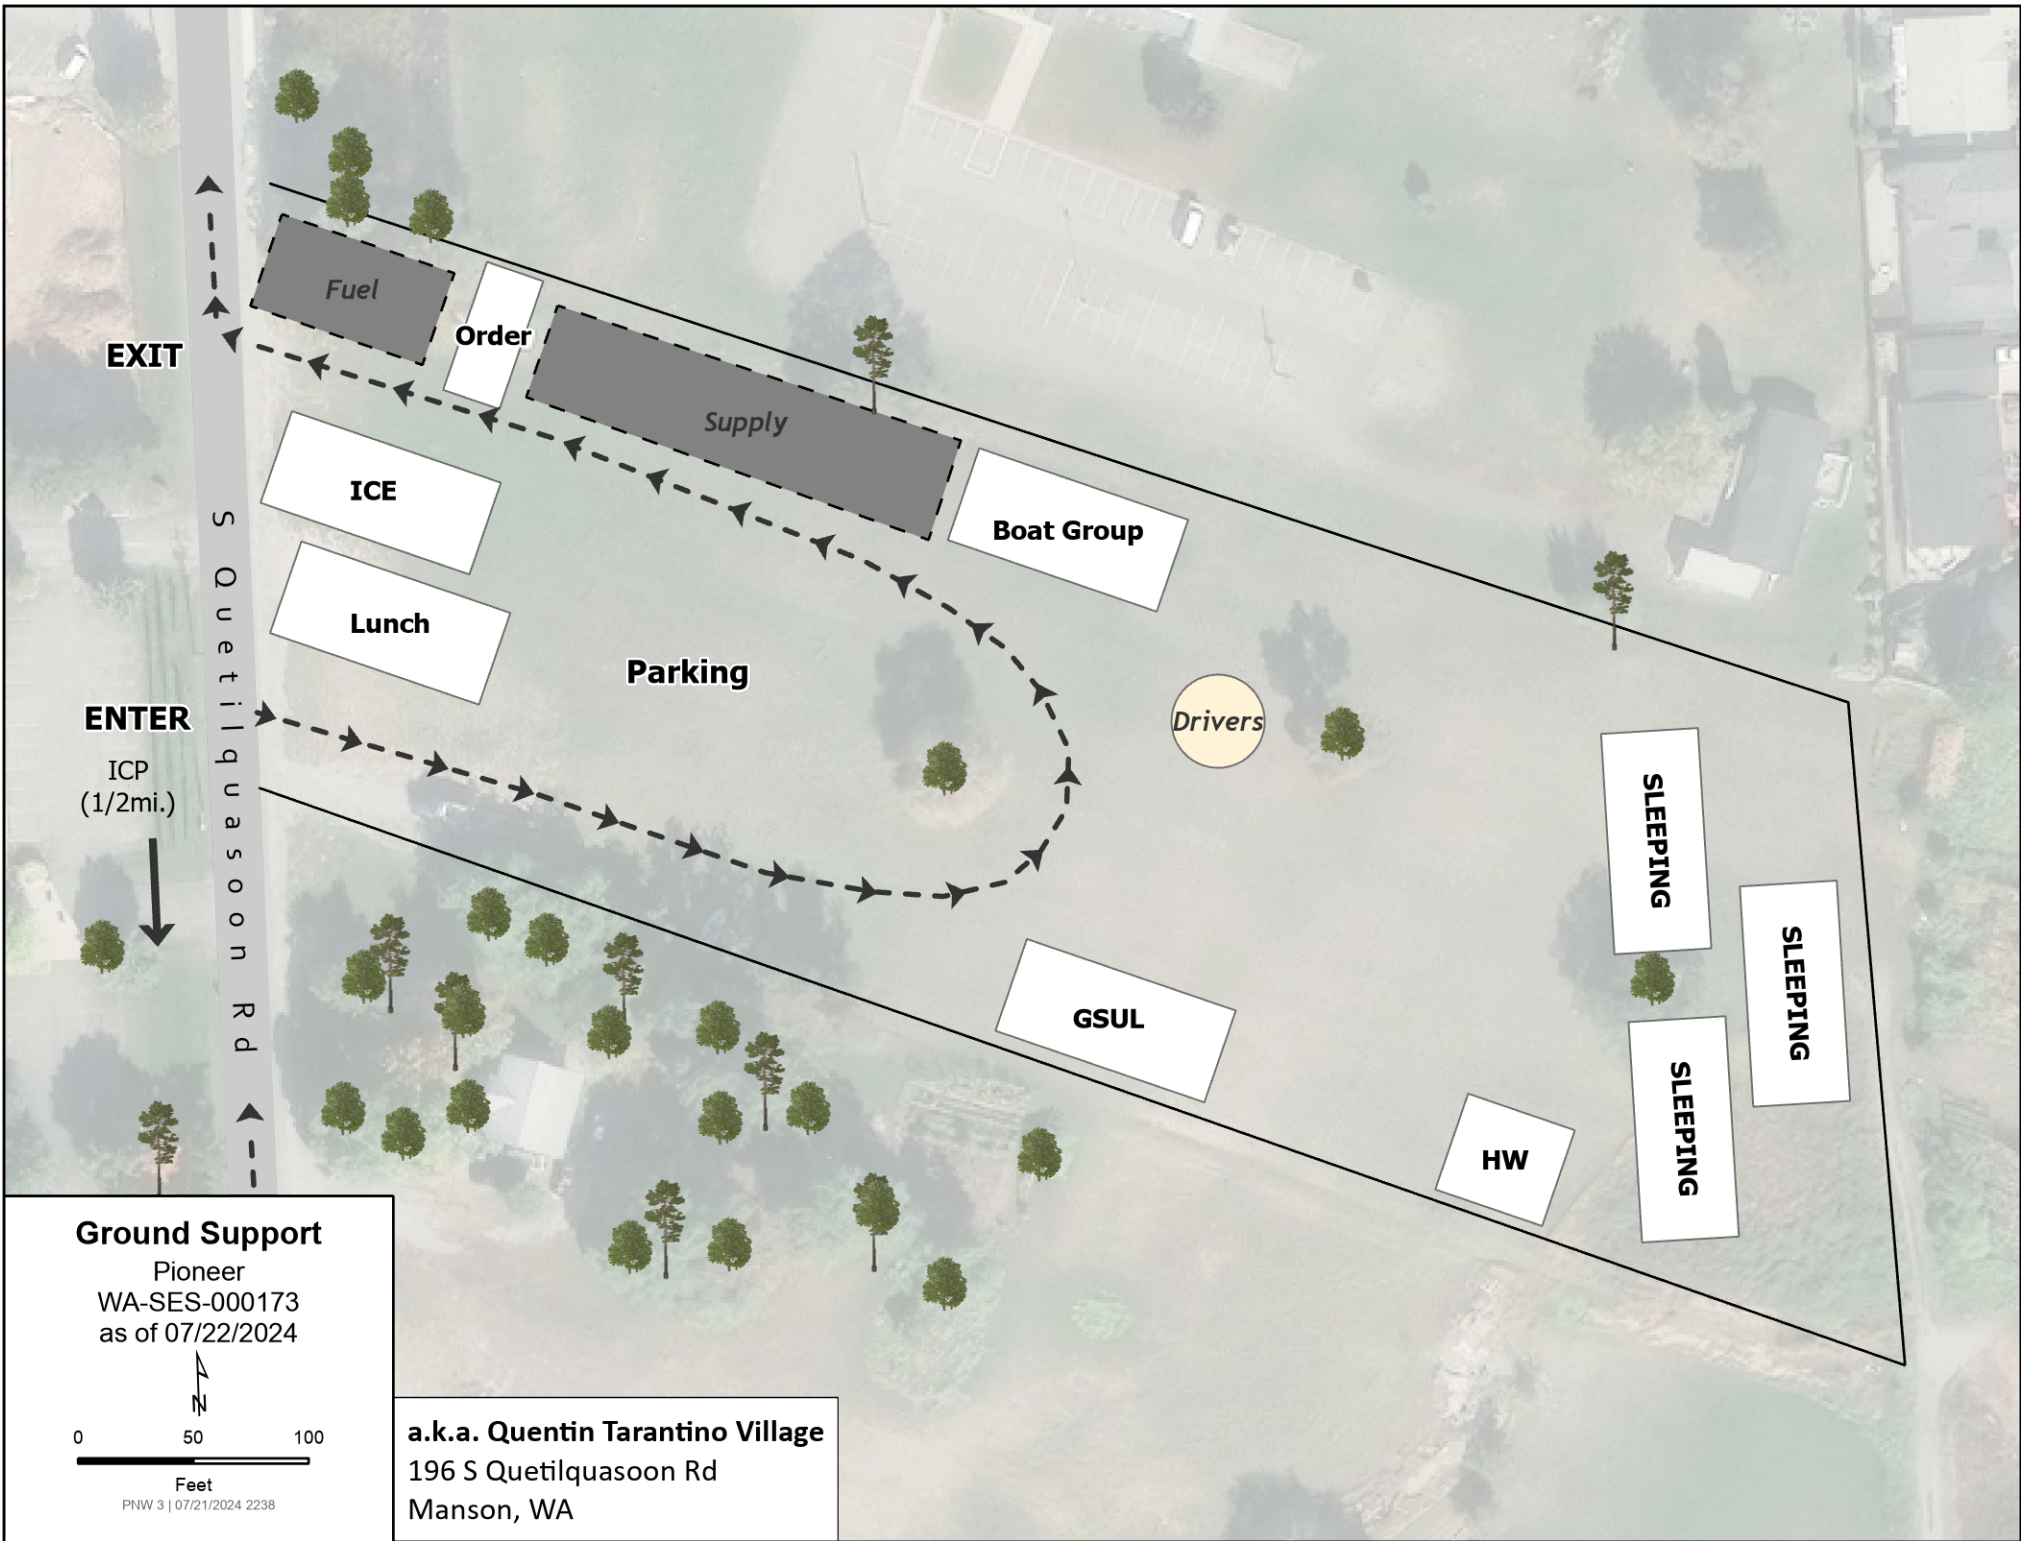 Fuel
Order
Supply
EXIT
ICE
Boat Group
Lunch
Parking
Drivers
ENTER
ICP
(1/2mi.)
S Quetilquasoon Rd
SLEEPING
SLEEPING
SLEEPING
GSUL
HW
Ground Support
Pioneer
WA-SES-000173
as of 07/22/2024
N
0 50 100
Feet
PNW 3 | 07/21/2024 2238
a.k.a. Quentin Tarantino Village
196 S Quetilquasoon Rd
Manson, WA